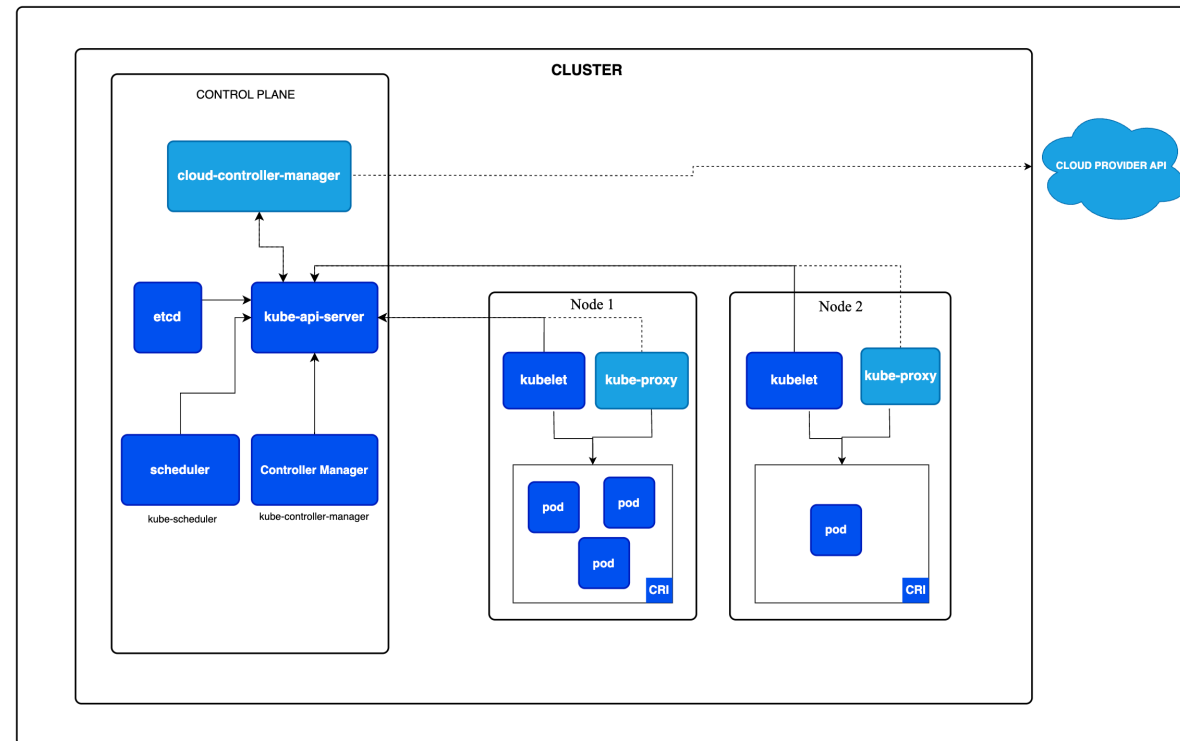 CLUSTER
CONTROL PLANE
cloud-controller-manager
CLOUD PROVIDER API
etcd
kube-api-server
scheduler
kube-scheduler
Controller Manager
kube-controller-manager
Node 1
kubelet
kube-proxy
pod
pod
pod
CRI
Node 2
kubelet
kube-proxy
pod
CRI